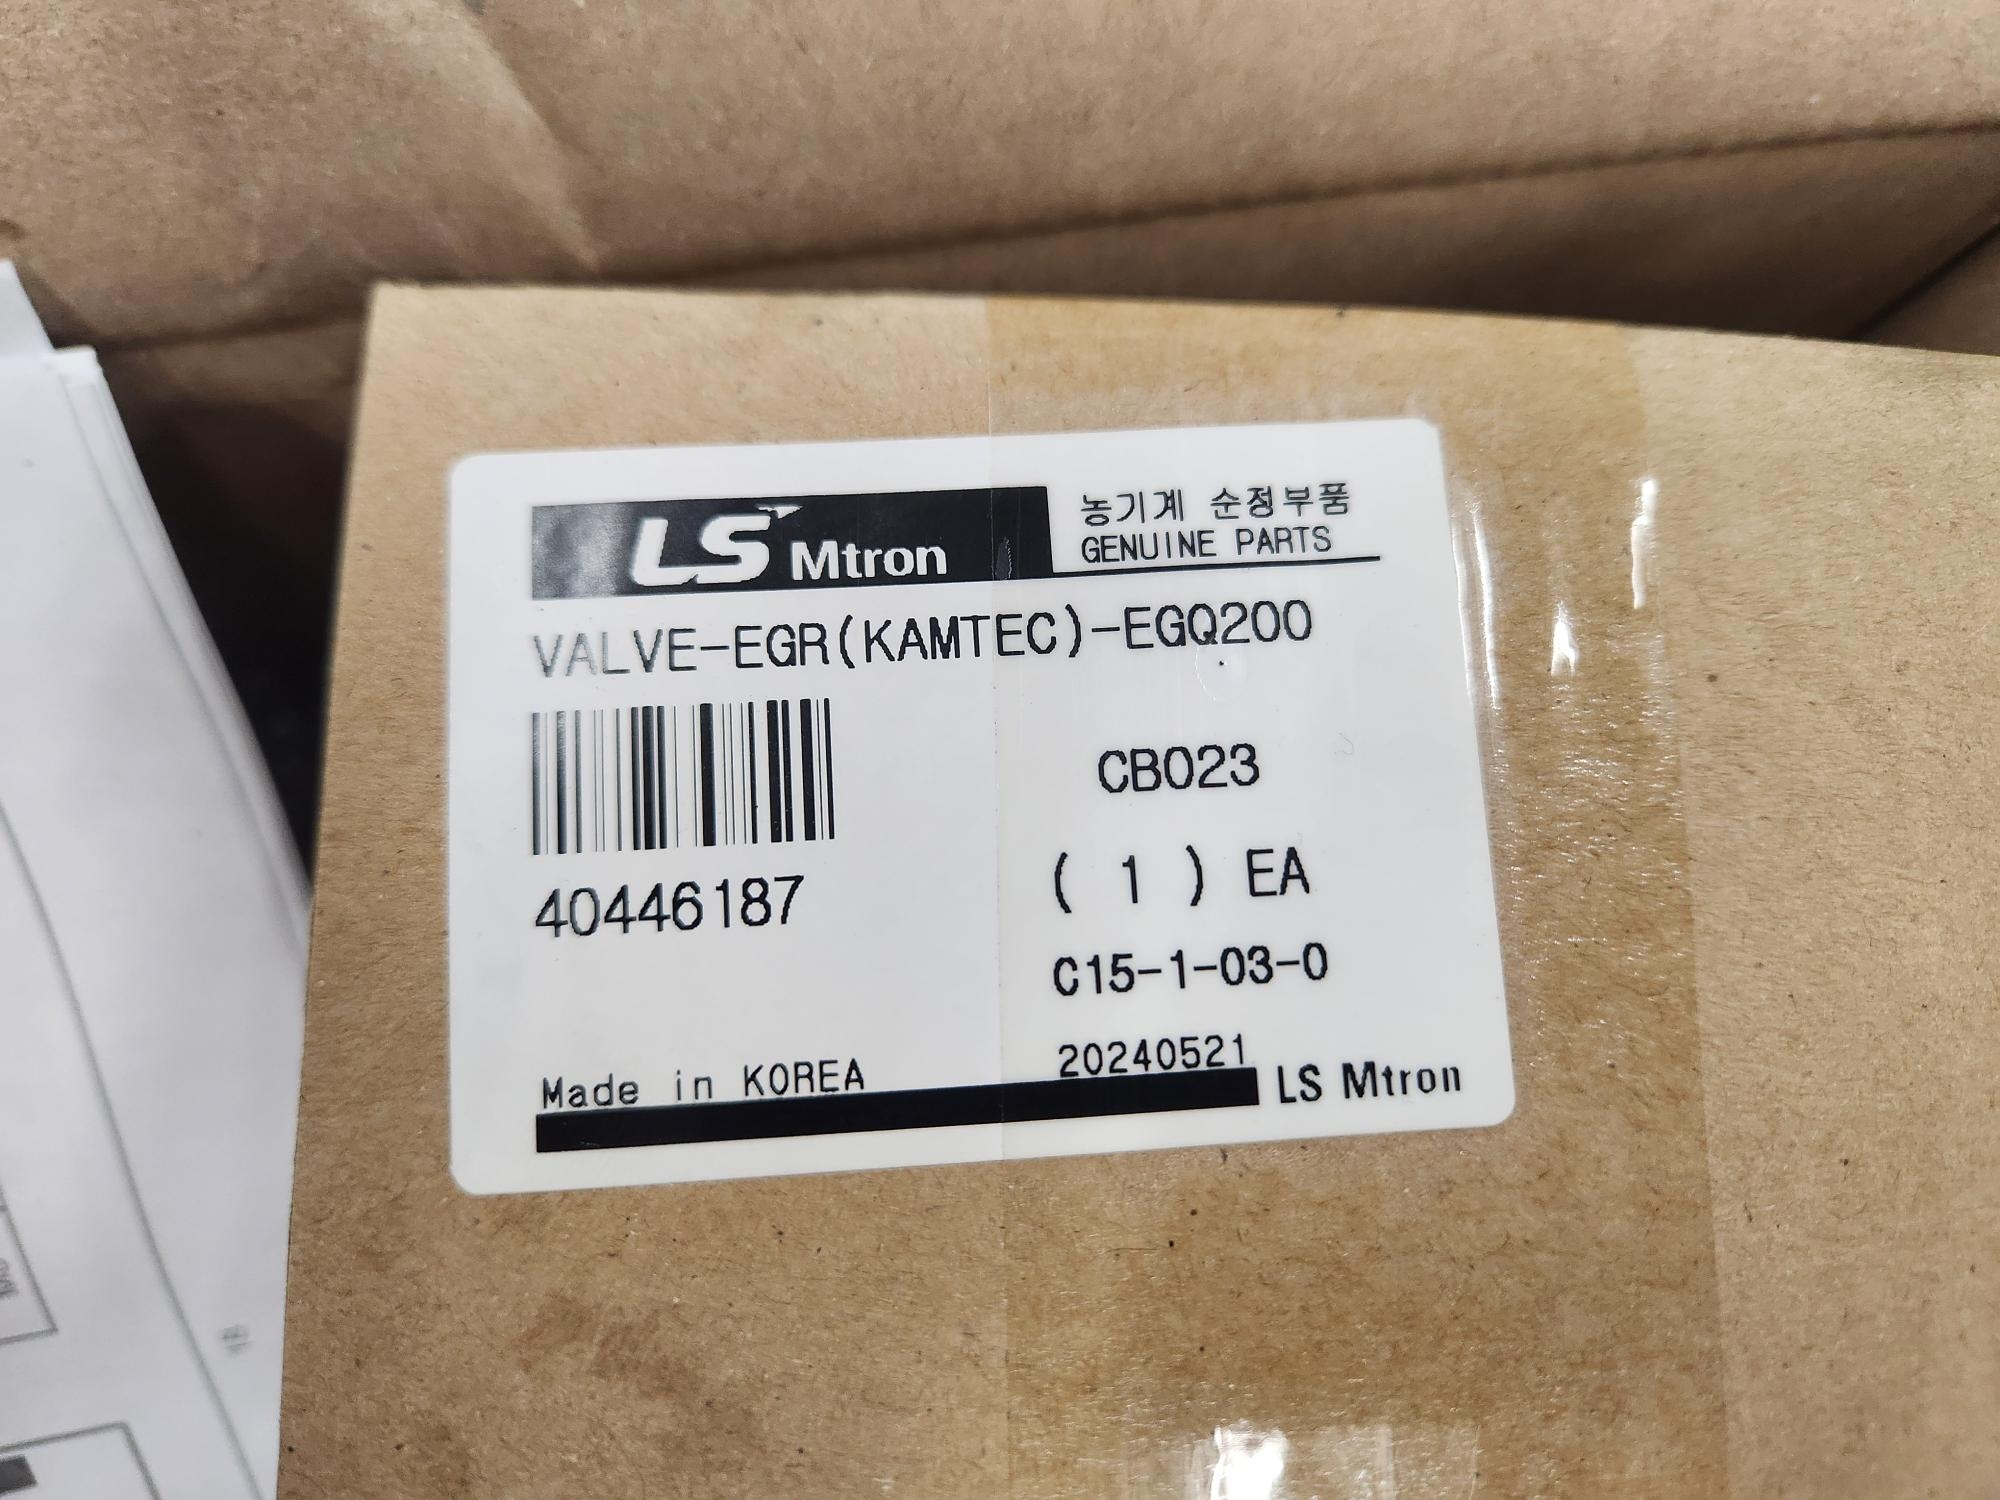 LS Mtron
농기계 순정부품
GENUINE PARTS
VALVE-EGR(KAMTEC)-EGQ200
CB023
40446187
( 1 ) EA
C15-1-03-0
Made in KOREA
20240521
LS Mtron